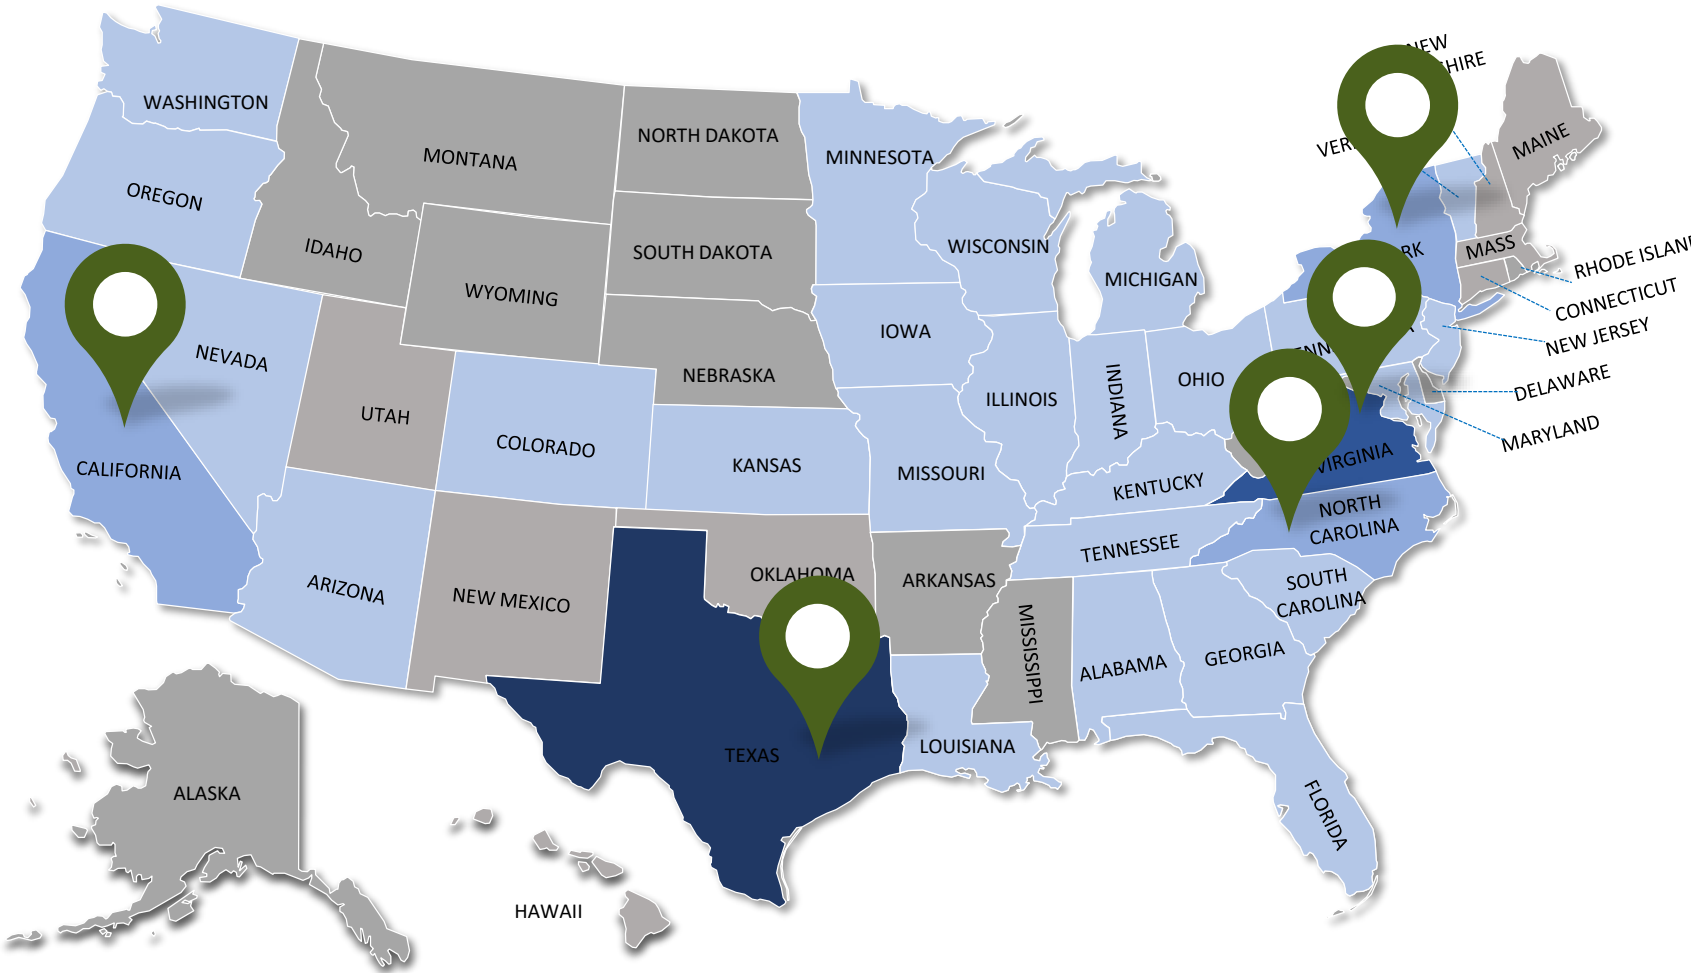 WASHINGTON
OREGON
CALIFORNIA
NEVADA
IDAHO
MONTANA
WYOMING
UTAH
ARIZONA
COLORADO
NEW MEXICO
NORTH DAKOTA
SOUTH DAKOTA
NEBRASKA
KANSAS
OKLAHOMA
TEXAS
MINNESOTA
IOWA
MISSOURI
ARKANSAS
LOUISIANA
WISCONSIN
ILLINOIS
MICHIGAN
INDIANA
OHIO
KENTUCKY
TENNESSEE
MISSISSIPPI
ALABAMA
GEORGIA
FLORIDA
SOUTH
CAROLINA
NORTH
CAROLINA
VIRGINIA
NEW
MAINE
MASS
RHODE ISLAND
CONNECTICUT
NEW JERSEY
DELAWARE
MARYLAND
ALASKA
HAWAII